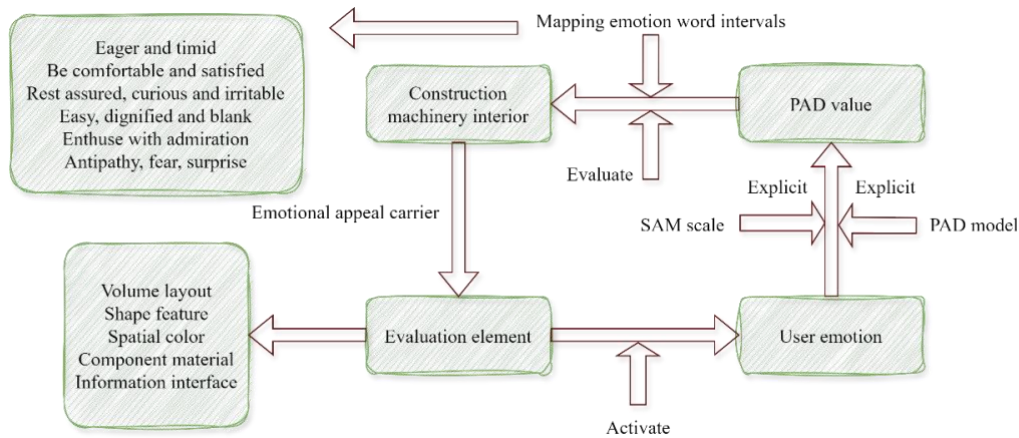 Mapping emotion word intervals
Eager and timid
Be comfortable and satisfied
Rest assured, curious and irritable
Easy, dignified and blank
Enthuse with admiration
Antipathy, fear, surprise
Construction
machinery interior
PAD value
Evaluate
Explicit
Explicit
Emotional appeal carrier
SAM scale
PAD model
Volume layout
Shape feature
Spatial color
Component material
Information interface
Evaluation element
User emotion
Activate